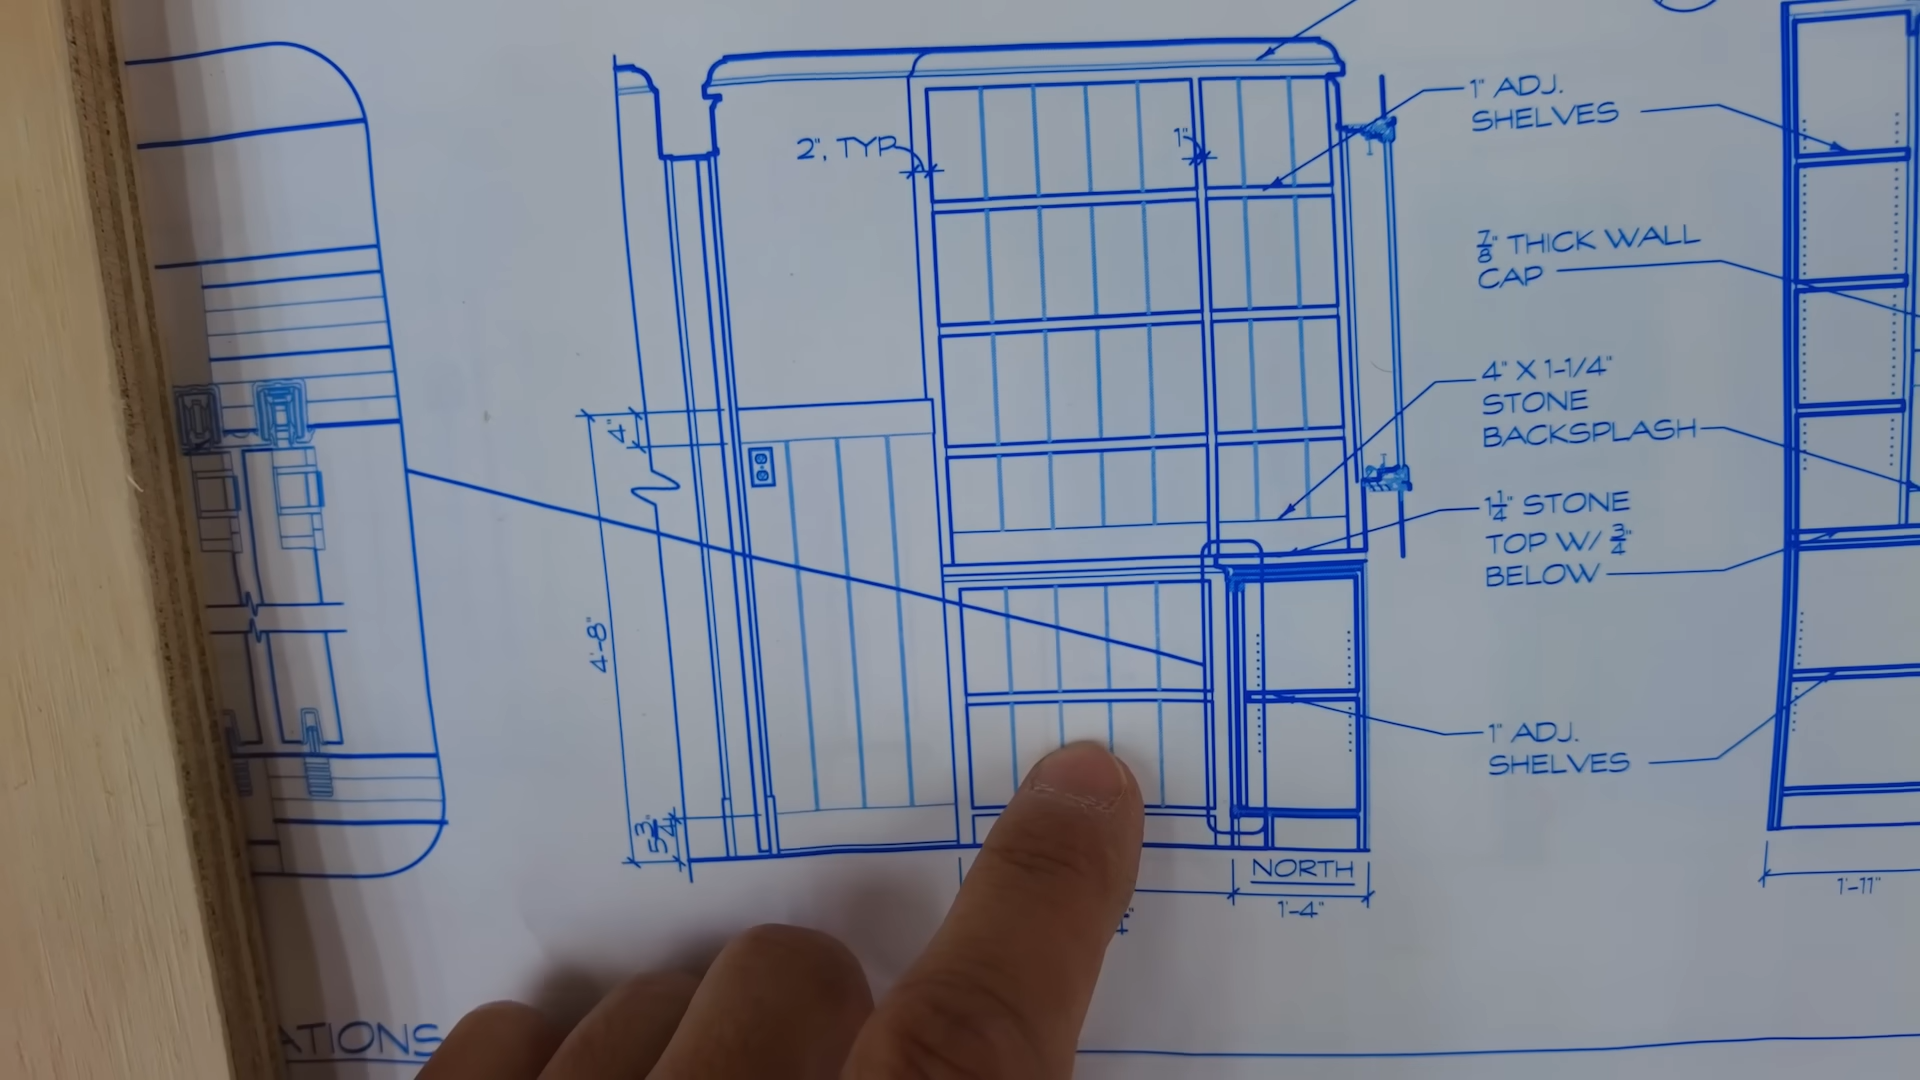 2", TYP.
1"
1" ADJ.
SHELVES
7/8" THICK WALL
CAP
4" X 1-1/4"
STONE
BACKSPLASH
1 1/4" STONE
TOP W/ 3/4"
BELOW
1" ADJ.
SHELVES
4"
4'-8"
5 3/4"
NORTH
1'-4"
1'-11"
ATIONS